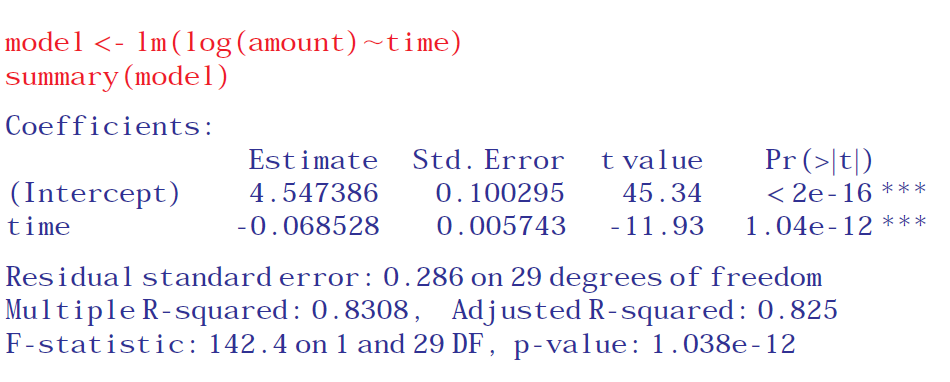 model <- lm(log(amount)~time)
summary(model)
Coefficients:
Estimate Std. Error t value Pr(>|t|)
(Intercept) 4.547386 0.100295 45.34 < 2e-16 ***
time -0.068528 0.005743 -11.93 1.04e-12 ***
Residual standard error: 0.286 on 29 degrees of freedom
Multiple R-squared: 0.8308, Adjusted R-squared: 0.825
F-statistic: 142.4 on 1 and 29 DF, p-value: 1.038e-12